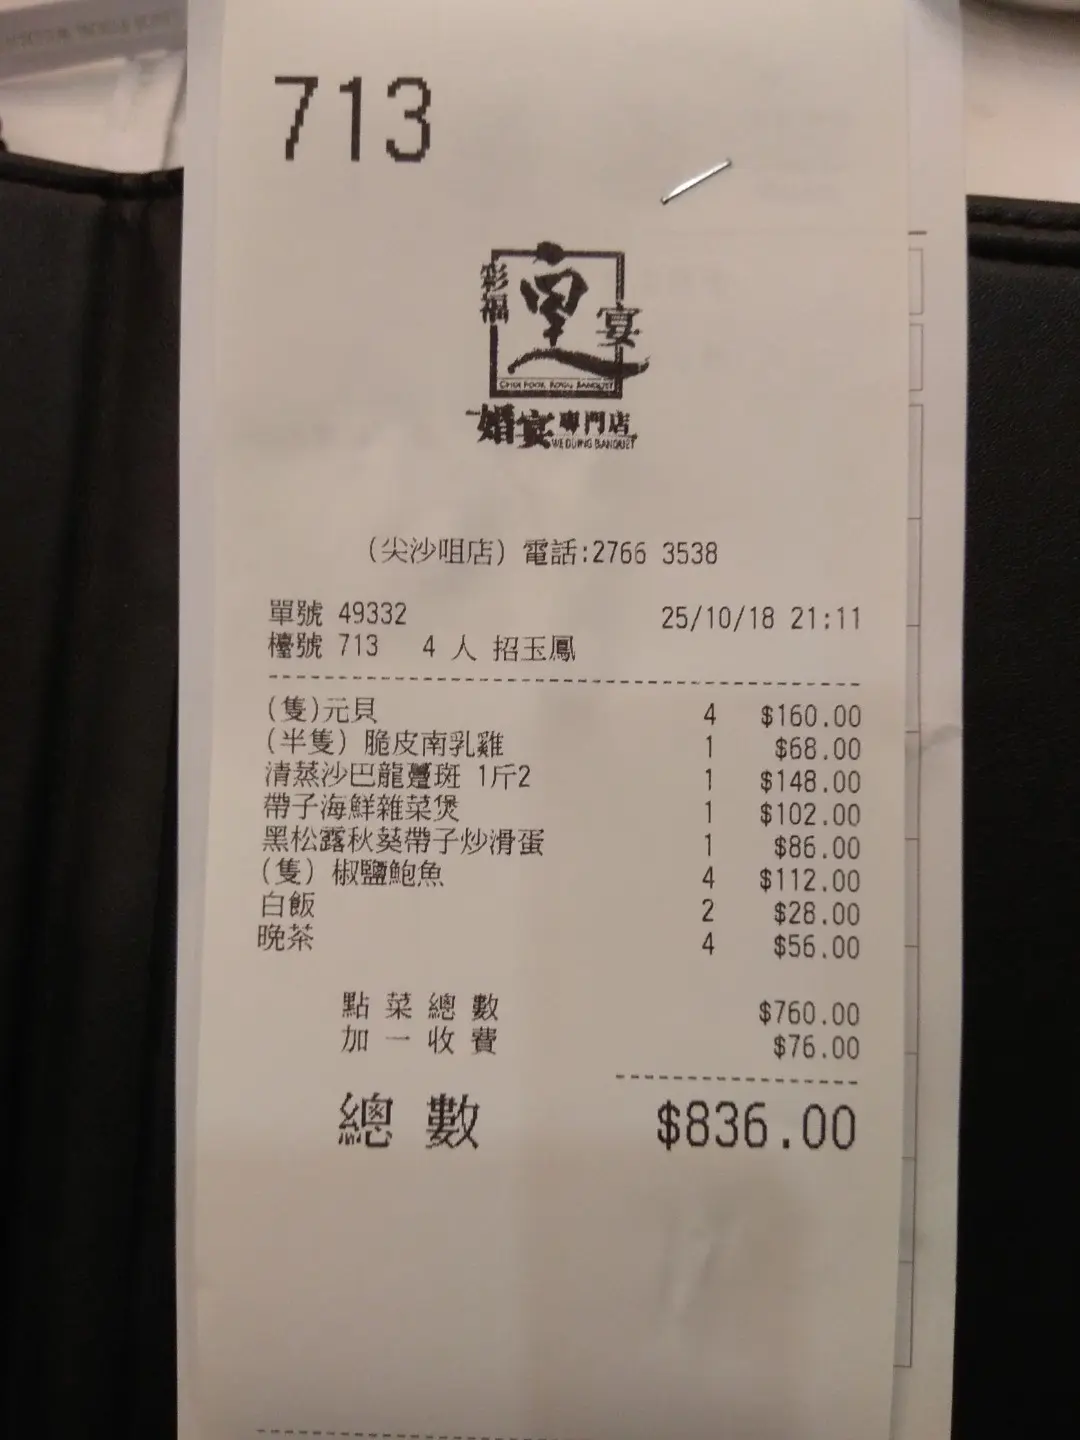 713
彩福 皇 宴
CHOI FOOK ROYAL BANQUET
婚宴專門店
WEDDING BANQUET
(尖沙咀店) 電話:2766 3538
單號 49332 25/10/18 21:11
檯號 713 4 人 招玉鳳
(隻)元貝 4 $160.00
(半隻) 脆皮南乳雞 1 $68.00
清蒸沙巴龍躉斑 1斤2 1 $148.00
帶子海鮮雜菜煲 1 $102.00
黑松露秋葵帶子炒滑蛋 1 $86.00
(隻) 椒鹽鮑魚 4 $112.00
白飯 2 $28.00
晚茶 4 $56.00
點 菜 總 數 $760.00
加 一 收 費 $76.00
總 數 $836.00